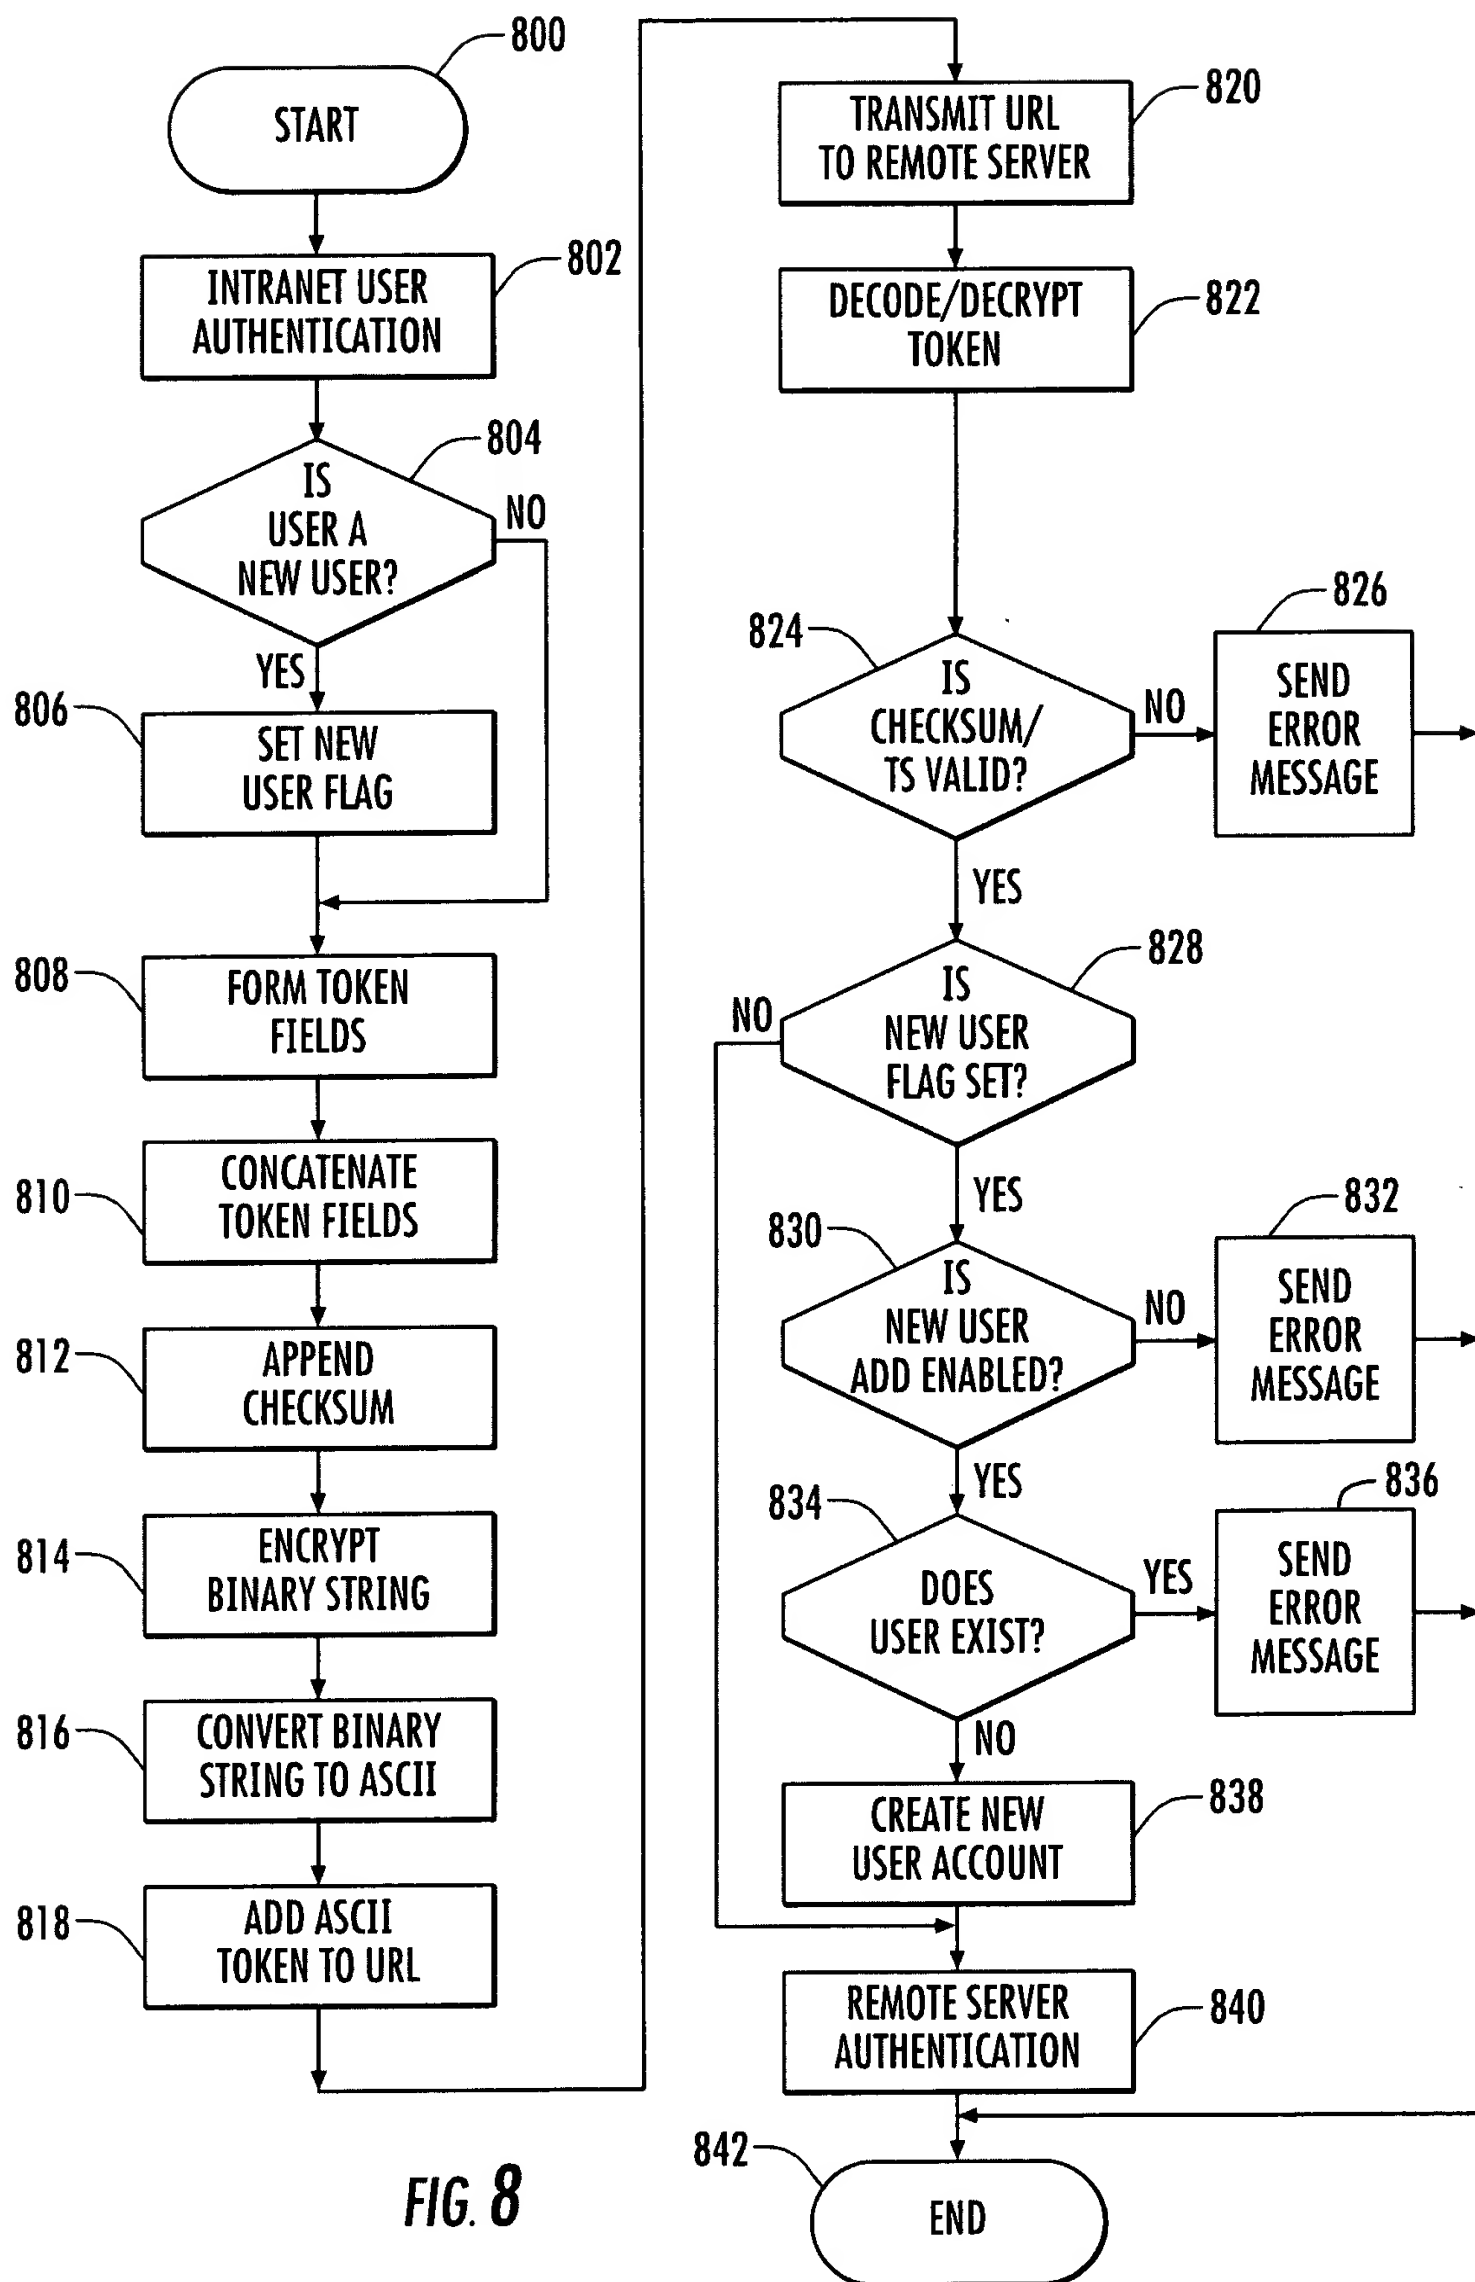 800
START
802
INTRANET USER
AUTHENTICATION
804
IS
USER A
NEW USER?
NO
YES
806
SET NEW
USER FLAG
808
FORM TOKEN
FIELDS
810
CONCATENATE
TOKEN FIELDS
812
APPEND
CHECKSUM
814
ENCRYPT
BINARY STRING
816
CONVERT BINARY
STRING TO ASCII
818
ADD ASCII
TOKEN TO URL
820
TRANSMIT URL
TO REMOTE SERVER
822
DECODE/DECRYPT
TOKEN
824
IS
CHECKSUM/
TS VALID?
NO
826
SEND
ERROR
MESSAGE
YES
828
IS
NEW USER
FLAG SET?
NO
YES
830
IS
NEW USER
ADD ENABLED?
NO
832
SEND
ERROR
MESSAGE
YES
834
DOES
USER EXIST?
YES
836
SEND
ERROR
MESSAGE
NO
838
CREATE NEW
USER ACCOUNT
840
REMOTE SERVER
AUTHENTICATION
842
END
FIG. 8